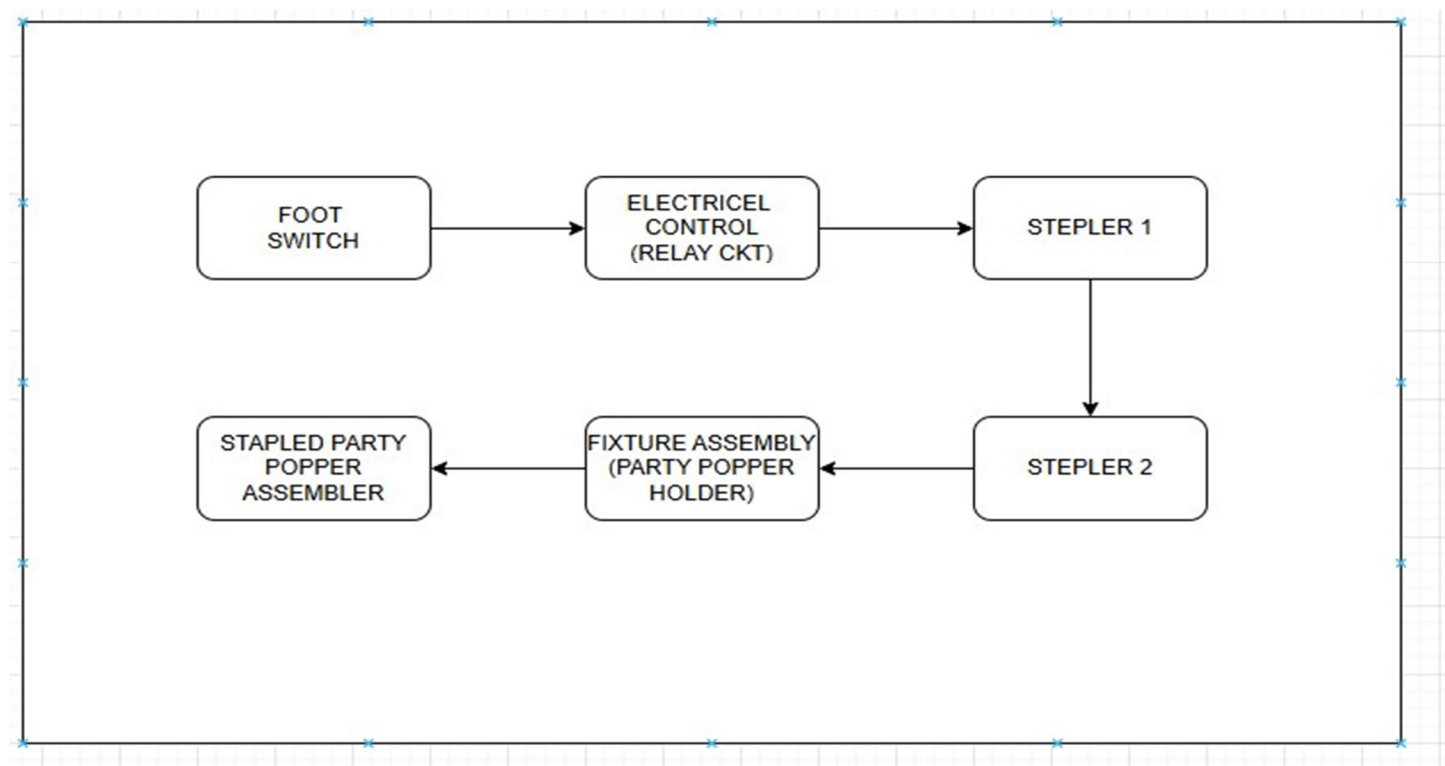 FOOT
SWITCH
ELECTRICEL
CONTROL
(RELAY CKT)
STEPLER 1
STEPLER 2
FIXTURE ASSEMBLY
(PARTY POPPER
HOLDER)
STAPLED PARTY
POPPER
ASSEMBLER